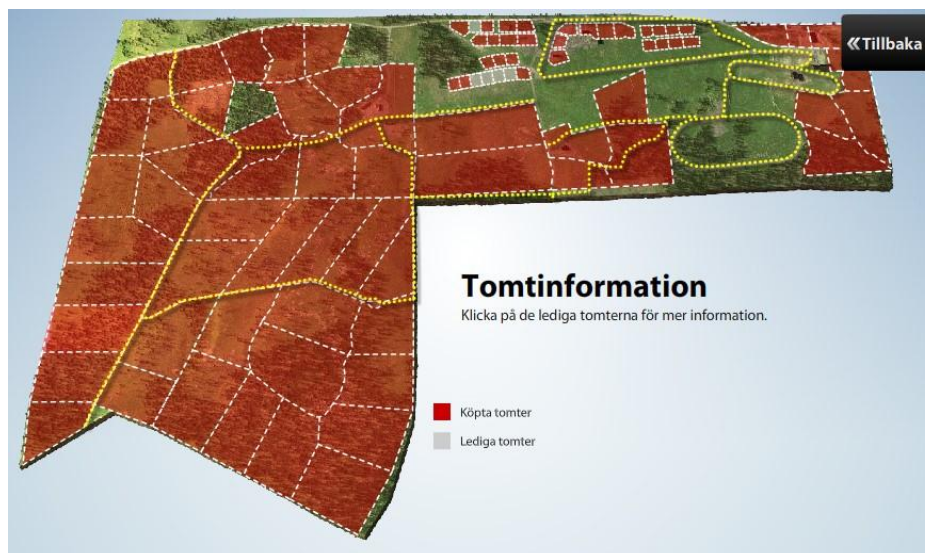 «Tillbaka
Tomtinformation
Klicka på de lediga tomterna för mer information.
Köpta tomter
Lediga tomter